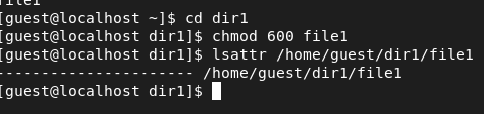 file1
[guest@localhost ~]$ cd dir1
[guest@localhost dir1]$ chmod 600 file1
[guest@localhost dir1]$ lsattr /home/guest/dir1/file1
---------------------- /home/guest/dir1/file1
[guest@localhost dir1]$